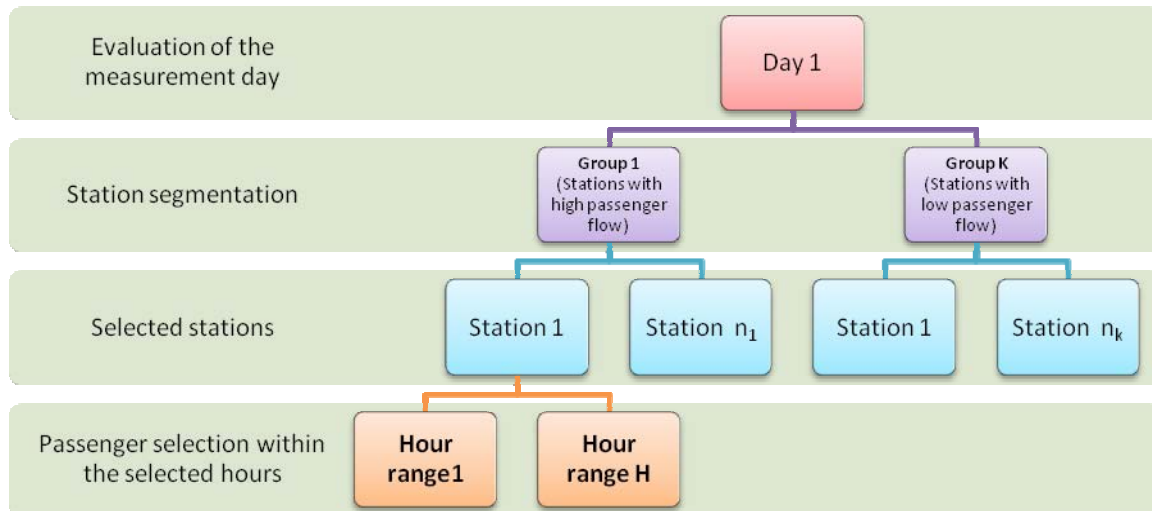 Evaluation of the
measurement day
Day 1
Station segmentation
Group 1
(Stations with
high passenger
flow)
Group K
(Stations with
low passenger
flow)
Selected stations
Station 1
Station n₁
Station 1
Station nₖ
Passenger selection within
the selected hours
Hour
range1
Hour
range H